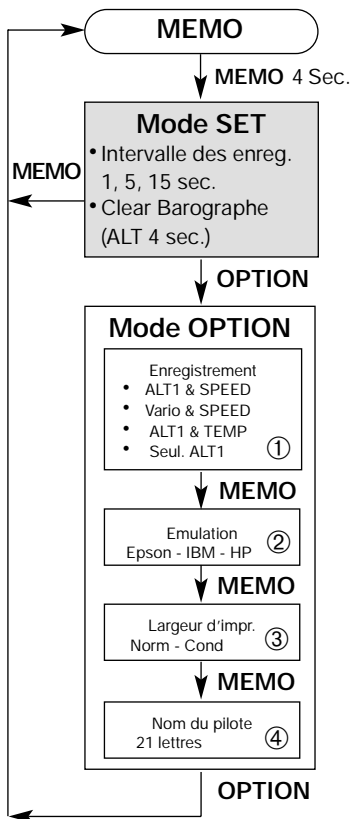 MEMO
MEMO 4 Sec.
Mode SET
• Intervalle des enreg.
1, 5, 15 sec.
• Clear Barographe
(ALT 4 sec.)
MEMO
OPTION
Mode OPTION
Enregistrement
• ALT1 & SPEED
• Vario & SPEED
• ALT1 & TEMP
• Seul. ALT1
①
MEMO
Emulation
Epson - IBM - HP
②
MEMO
Largeur d'impr.
Norm - Cond
③
MEMO
Nom du pilote
21 lettres
④
OPTION